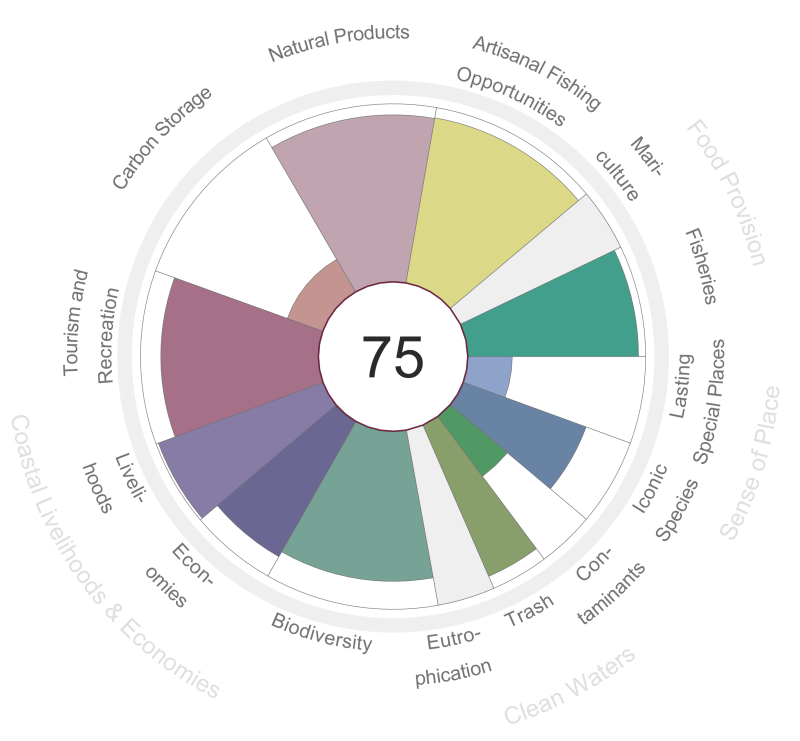 Natural Products
Artisanal Fishing
Opportunities
Mari-
culture
Food Provision
Fisheries
Lasting
Special Places
Sense of Place
Iconic
Species
Con-
taminants
Trash
Clean Waters
Eutro-
phication
Biodiversity
Econ-
omies
Liveli-
hoods
Coastal Livelihoods & Economies
Tourism and
Recreation
Carbon Storage
75